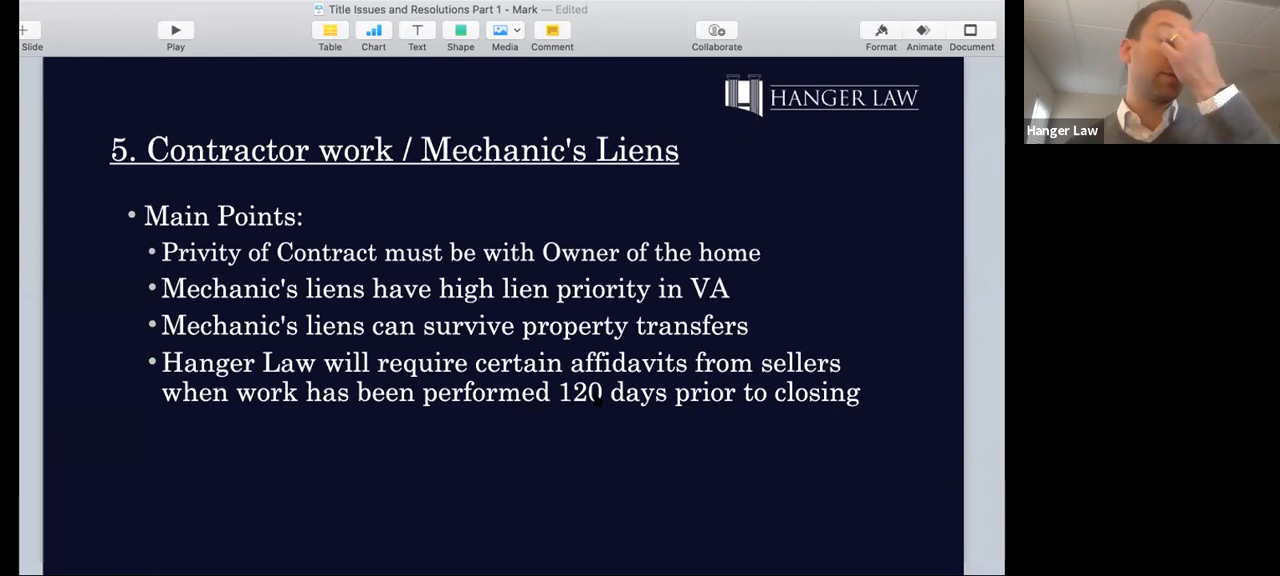 Title Issues and Resolutions Part 1 - Mark — Edited
Slide
Play
Table
Chart
Text
Shape
Media
Comment
Collaborate
Format
Animate
Document
HANGER LAW
5. Contractor work / Mechanic's Liens
• Main Points:
• Privity of Contract must be with Owner of the home
• Mechanic's liens have high lien priority in VA
• Mechanic's liens can survive property transfers
• Hanger Law will require certain affidavits from sellers
when work has been performed 120 days prior to closing
Hanger Law